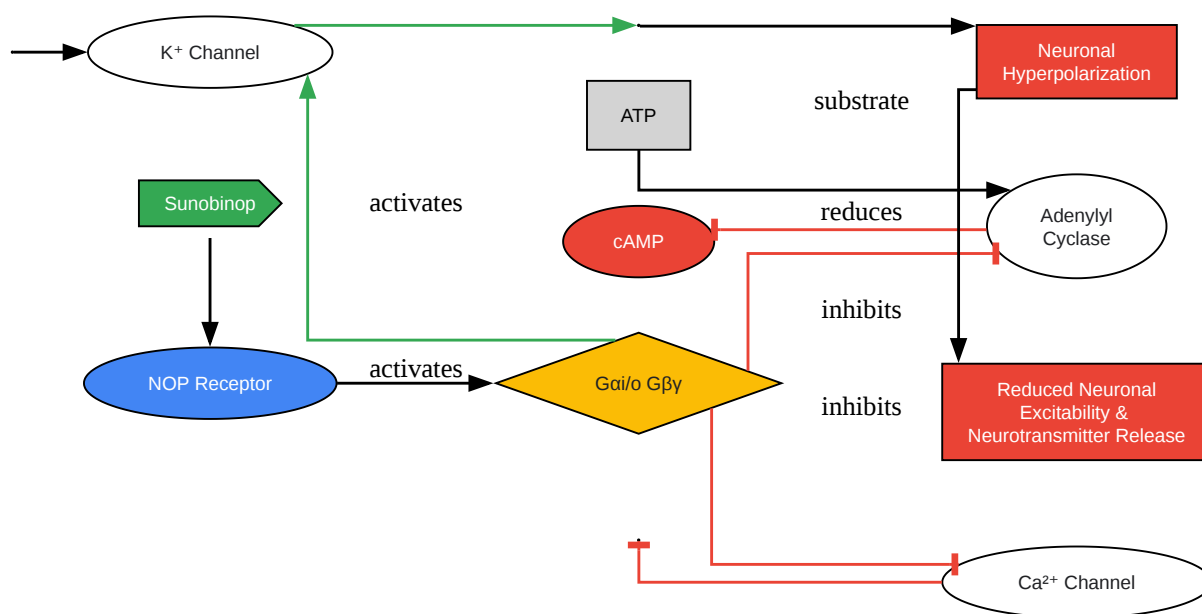 K⁺ Channel
Neuronal
Hyperpolarization
ATP
substrate
Sunobinop
activates
reduces
cAMP
Adenylyl
Cyclase
inhibits
NOP Receptor
activates
Gαi/o Gβγ
inhibits
Reduced Neuronal
Excitability &
Neurotransmitter Release
Ca²⁺ Channel